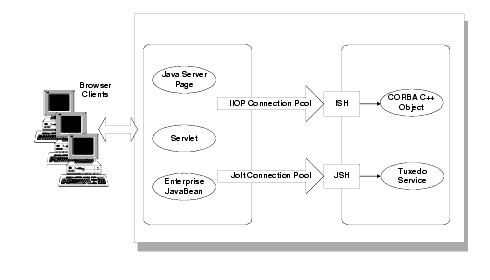 Browser
Clients
Java Server
Page
Servlet
Enterprise
JavaBean
IIOP Connection Pool
Jolt Connection Pool
ISH
JSH
CORBA C++
Object
Tuxedo
Service